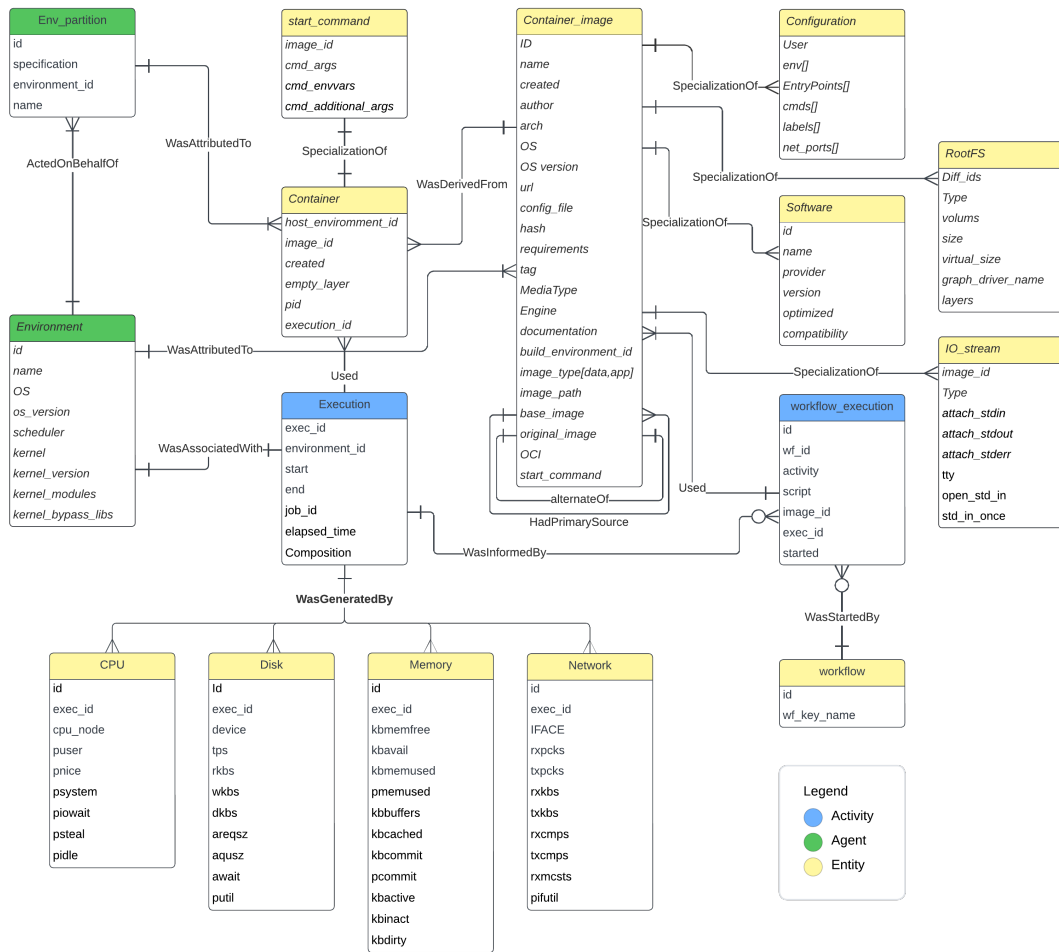 Env_partition
id
specification
environment_id
name
start_command
image_id
cmd_args
cmd_envvars
cmd_additional_args
Container_image
ID
name
created
author
arch
OS
OS version
url
config_file
hash
requirements
tag
MediaType
Engine
documentation
build_environment_id
image_type[data,app]
image_path
base_image
original_image
OCI
start_command
Configuration
User
env[]
EntryPoints[]
cmds[]
labels[]
net_ports[]
RootFS
Diff_ids
Type
volums
size
virtual_size
graph_driver_name
layers
Software
id
name
provider
version
optimized
compatibility
IO_stream
image_id
Type
attach_stdin
attach_stdout
attach_stderr
tty
open_std_in
std_in_once
Container
host_enviromment_id
image_id
created
empty_layer
pid
execution_id
Environment
id
name
OS
os_version
scheduler
kernel
kernel_version
kernel_modules
kernel_bypass_libs
Execution
exec_id
environment_id
start
end
job_id
elapsed_time
Composition
workflow_execution
id
wf_id
activity
script
image_id
exec_id
started
workflow
id
wf_key_name
CPU
id
exec_id
cpu_node
puser
pnice
psystem
piowait
psteal
pidle
Disk
Id
exec_id
device
tps
rkbs
wkbs
dkbs
areqsz
aqusz
await
putil
Memory
id
exec_id
kbmemfree
kbavail
kbmemused
pmemused
kbbuffers
kbcached
kbcommit
pcommit
kbactive
kbinact
kbdirty
Network
id
exec_id
IFACE
rxpcks
txpcks
rxkbs
txkbs
rxcmps
txcmps
rxmcsts
pifutil
WasAttributedTo
ActedOnBehalfOf
SpecializationOf
WasDerivedFrom
SpecializationOf
SpecializationOf
SpecializationOf
SpecializationOf
WasAttributedTo
Used
WasAssociatedWith
alternateOf
HadPrimarySource
Used
WasInformedBy
WasGeneratedBy
WasStartedBy
Legend
Activity
Agent
Entity